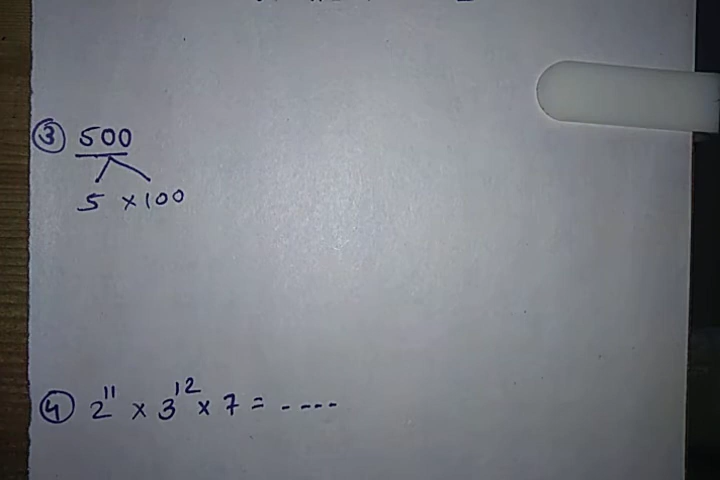 ③ 500
5 × 100
④ 2¹¹ × 3¹² × 7 = ----